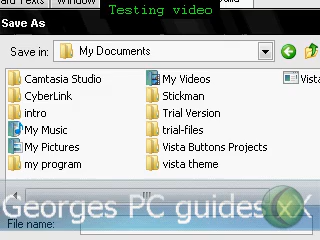 Testing video
Save As
Save in: My Documents
Camtasia Studio
CyberLink
intro
My Music
My Pictures
my program
My Videos
Stickman
Trial Version
trial-files
Vista Buttons Projects
vista theme
Vista
Georges PC guides
File name: